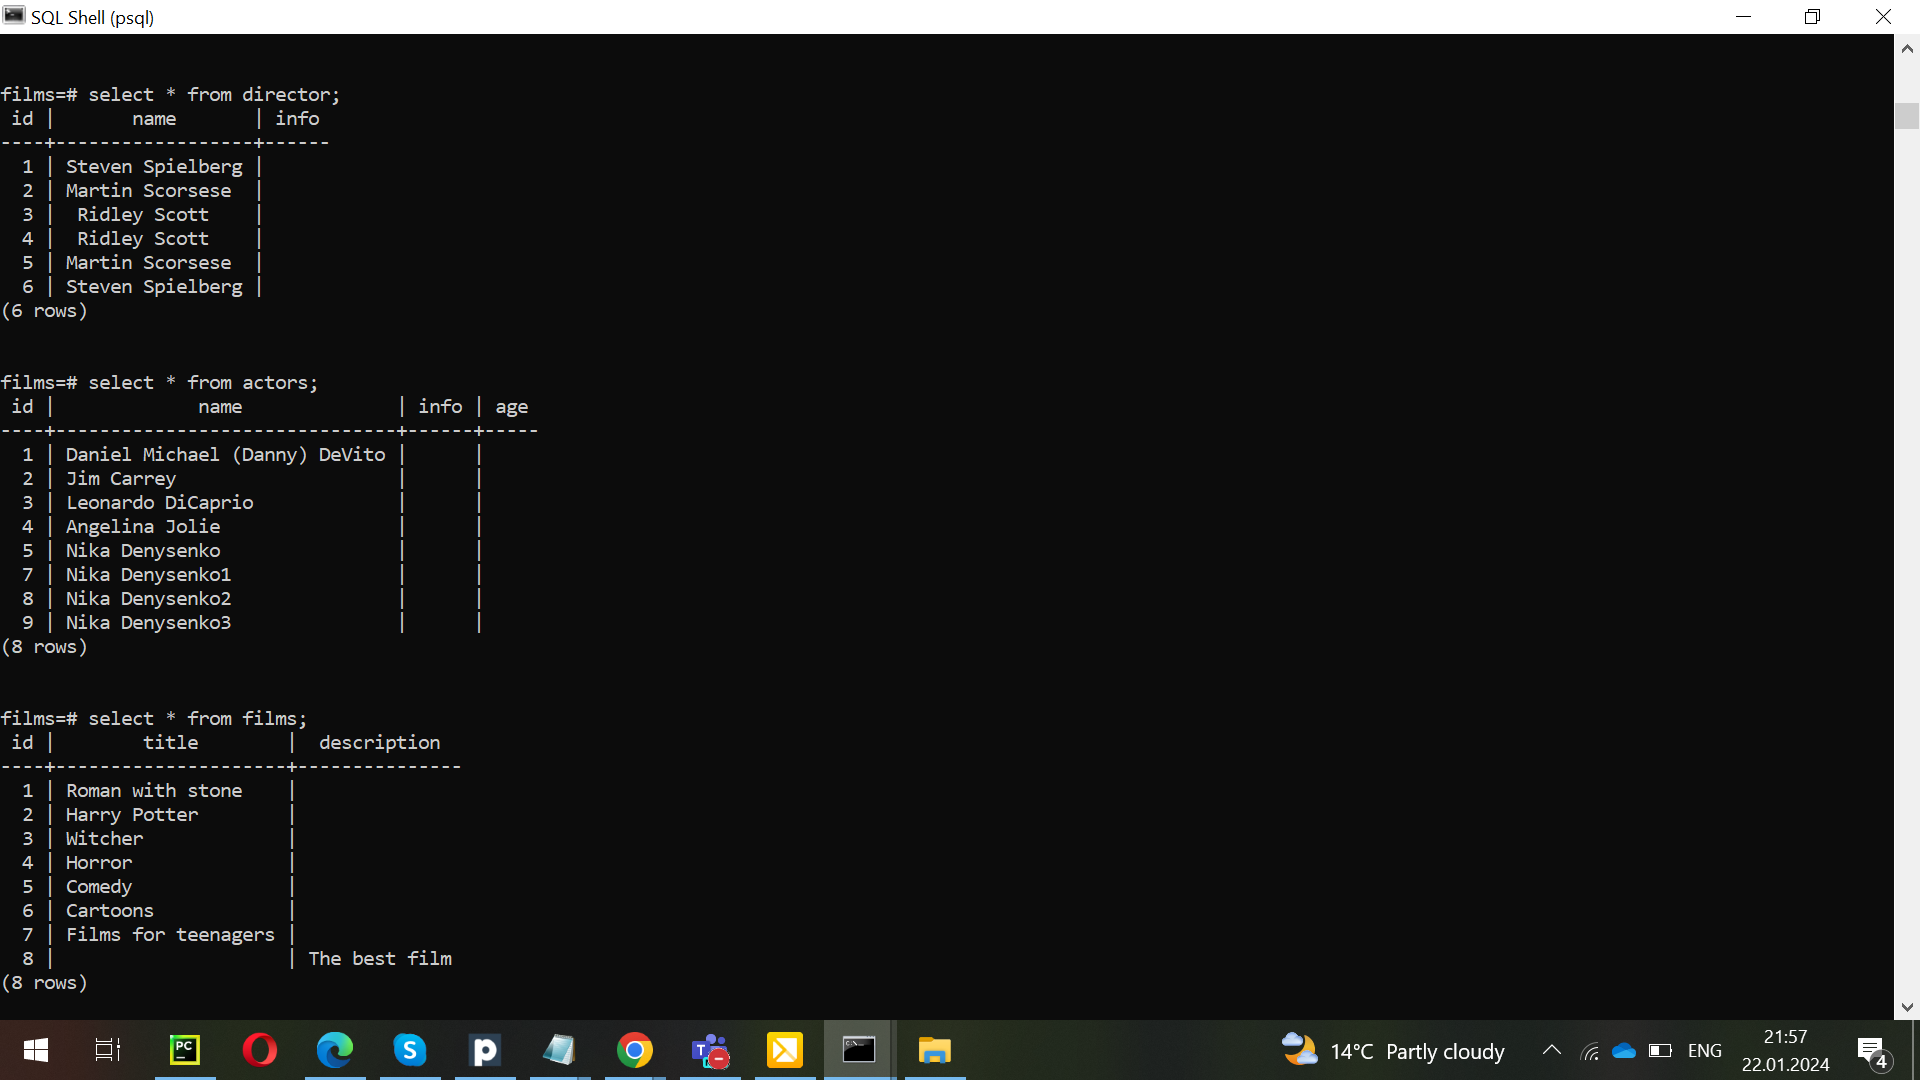 SQL Shell (psql)
films=# select * from director;
 id |       name       | info
----+------------------+------
  1 | Steven Spielberg |
  2 | Martin Scorsese  |
  3 |  Ridley Scott    |
  4 |  Ridley Scott    |
  5 | Martin Scorsese  |
  6 | Steven Spielberg |
(6 rows)
films=# select * from actors;
 id |             name              | info | age
----+-------------------------------+------+-----
  1 | Daniel Michael (Danny) DeVito |      |
  2 | Jim Carrey                    |      |
  3 | Leonardo DiCaprio             |      |
  4 | Angelina Jolie                |      |
  5 | Nika Denysenko                |      |
  7 | Nika Denysenko1               |      |
  8 | Nika Denysenko2               |      |
  9 | Nika Denysenko3               |      |
(8 rows)
films=# select * from films;
 id |        title        |  description
----+---------------------+---------------
  1 | Roman with stone    |
  2 | Harry Potter        |
  3 | Witcher             |
  4 | Horror              |
  5 | Comedy              |
  6 | Cartoons            |
  7 | Films for teenagers |
  8 |                     | The best film
(8 rows)
14°C Partly cloudy
ENG
21:57
22.01.2024
4